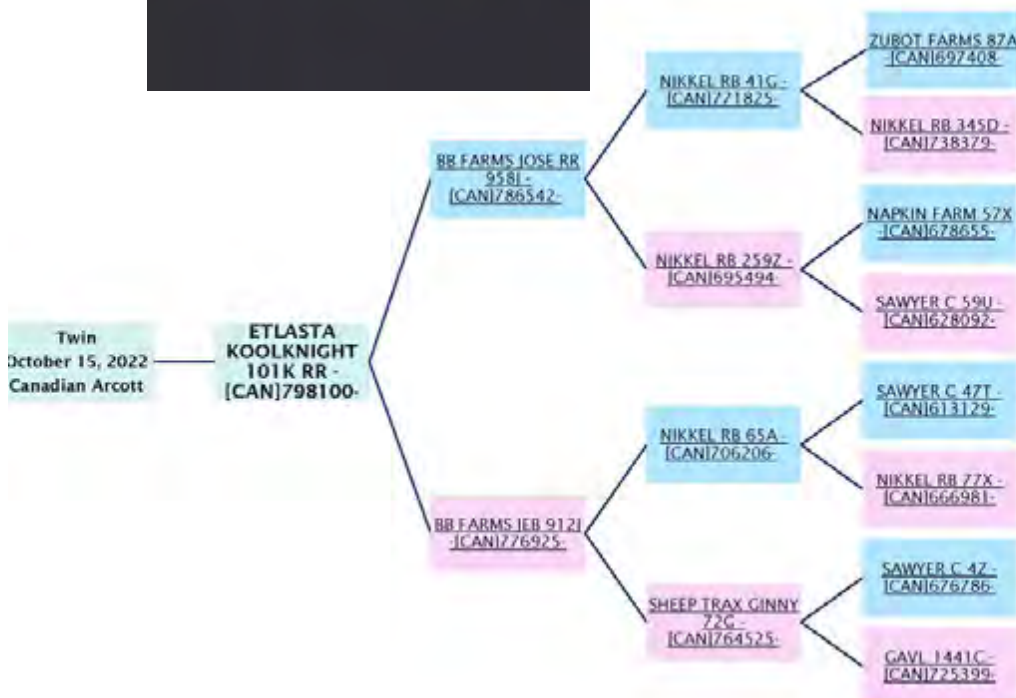 Twin
October 15, 2022
Canadian Arcott
ETLASTA
KOOLKNIGHT
101K RR -
[CAN]798100-
BB FARMS JOSE RR
958J -
[CAN]786542-
BB FARMS JEB 912J
-[CAN]776925-
NIKKEL RB 41G -
[CAN]771825-
NIKKEL RB 259Z -
[CAN]695494-
NIKKEL RB 65A -
[CAN]706206-
SHEEP TRAX GINNY
72G -
[CAN]764525-
ZUBOT FARMS 87A
-[CAN]697408-
NIKKEL RB 345D -
[CAN]738379-
NAPKIN FARM 57X
-[CAN]678655-
SAWYER C 59U -
[CAN]628092-
SAWYER C 47T -
[CAN]613129-
NIKKEL RB 77X -
[CAN]666981-
SAWYER C 4Z -
[CAN]676786-
GAVL 1441C -
[CAN]725399-